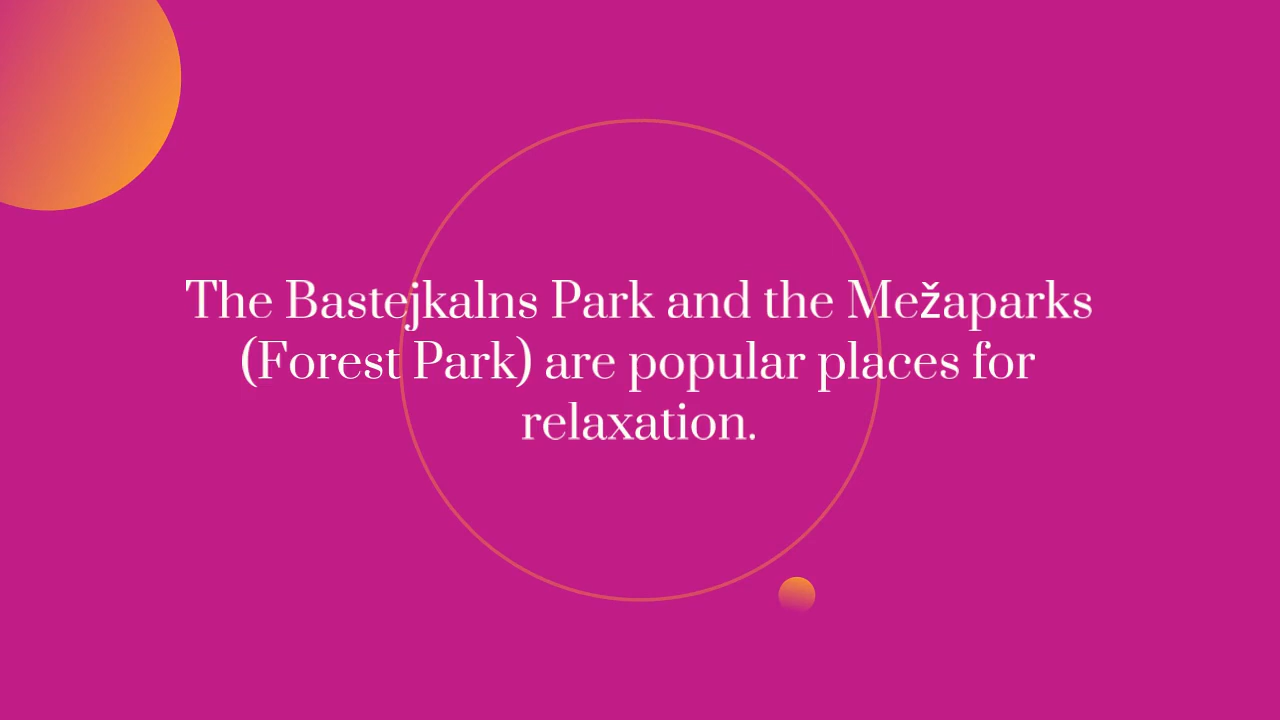 The Bastejkalns Park and the Mežaparks
(Forest Park) are popular places for
relaxation.